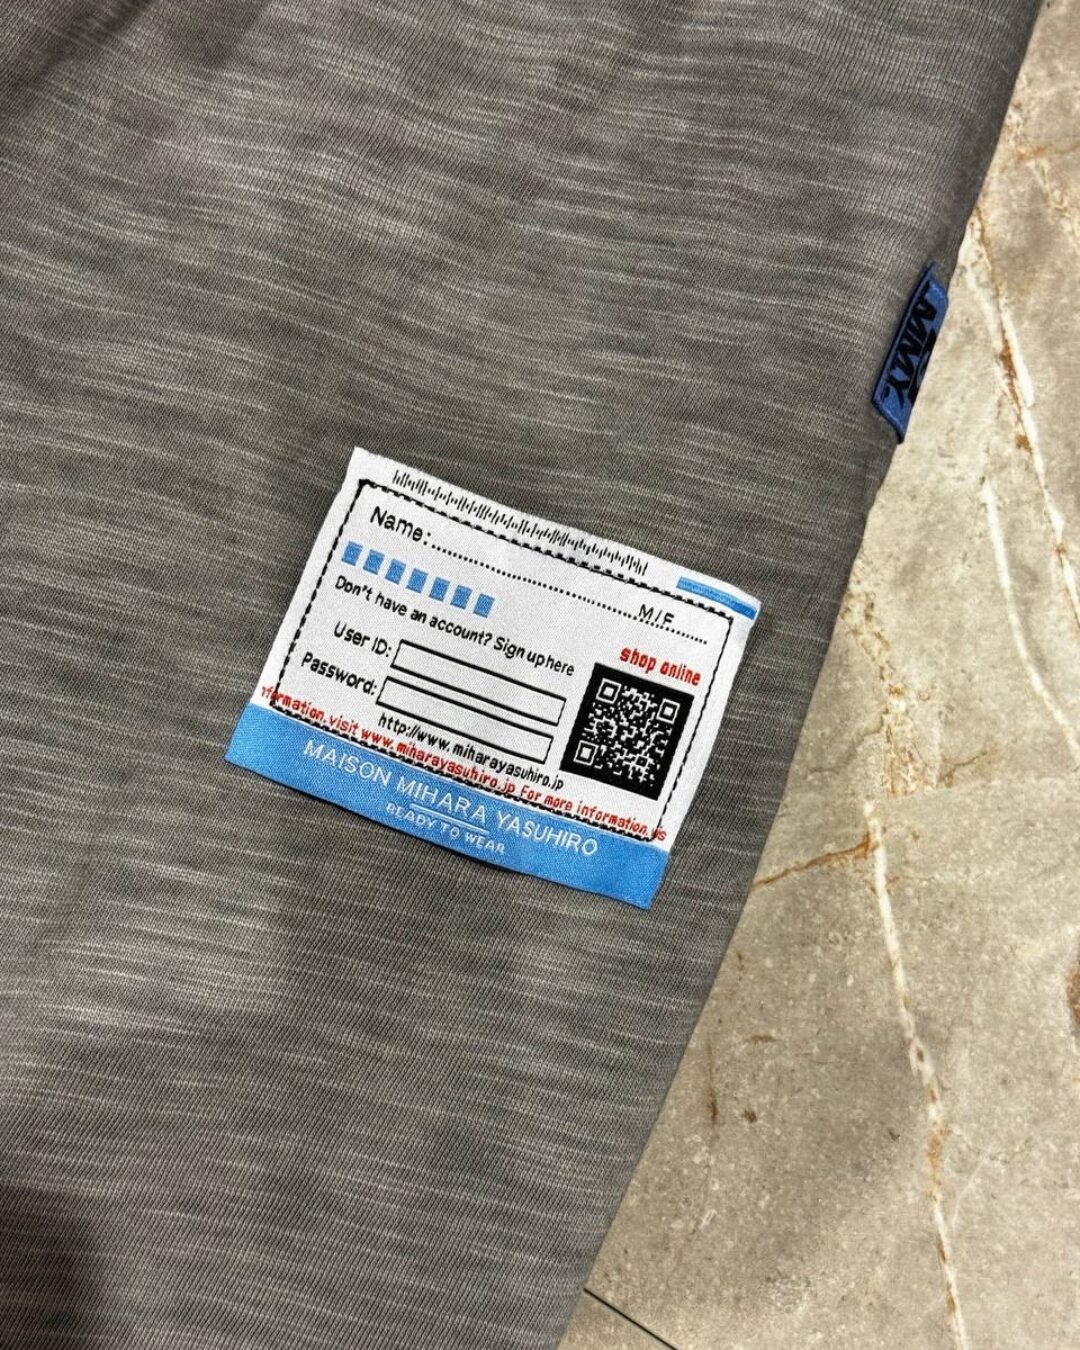 MMY.
Name:
M/F
Don't have an account? Sign up here
User ID:
shop online
Password:
http://www.miharayasuhiro.jp
nformation.visit www.miharayasuhiro.jp For more information.vis
MAISON MIHARA YASUHIRO
READY TO WEAR